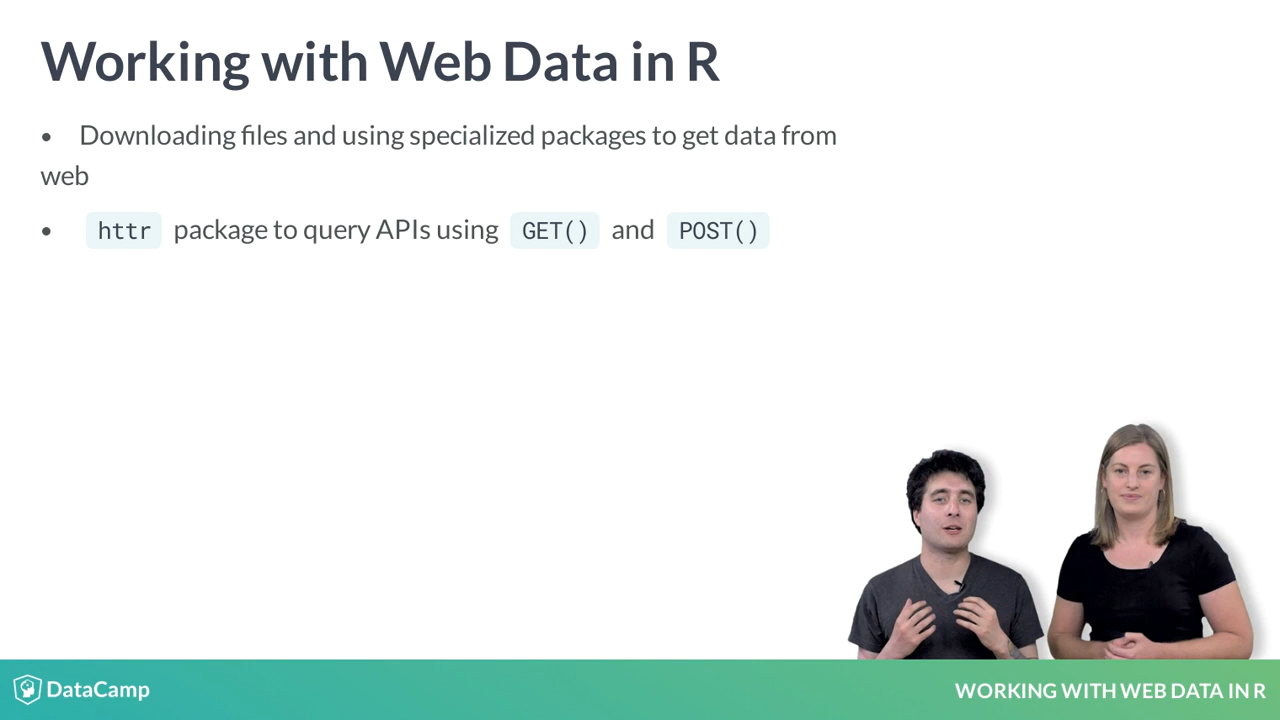 Working with Web Data in R
• Downloading files and using specialized packages to get data from
web
• httr package to query APIs using GET() and POST()
DataCamp
WORKING WITH WEB DATA IN R